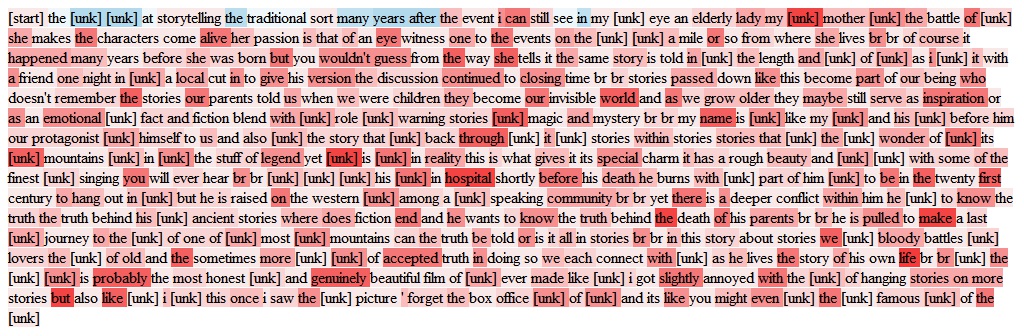 [start] the [unk] [unk] at storytelling the traditional sort many years after the event i can still see in my [unk] eye an elderly lady my [unk] mother [unk] the battle of [unk]
she makes the characters come alive her passion is that of an eye witness one to the events on the [unk] [unk] a mile or so from where she lives br br of course it
happened many years before she was born but you wouldn't guess from the way she tells it the same story is told in [unk] the length and [unk] of [unk] as i [unk] it with
a friend one night in [unk] a local cut in to give his version the discussion continued to closing time br br stories passed down like this become part of our being who
doesn't remember the stories our parents told us when we were children they become our invisible world and as we grow older they maybe still serve as inspiration or
as an emotional [unk] fact and fiction blend with [unk] role [unk] warning stories [unk] magic and mystery br br my name is [unk] like my [unk] and his [unk] before him
our protagonist [unk] himself to us and also [unk] the story that [unk] back through [unk] it [unk] stories within stories stories that [unk] the [unk] wonder of [unk] its
[unk] mountains [unk] in [unk] the stuff of legend yet [unk] is [unk] in reality this is what gives it its special charm it has a rough beauty and [unk] with some of the
finest [unk] singing you will ever hear br br [unk] [unk] [unk] his [unk] in hospital shortly before his death he burns with [unk] part of him [unk] to be in the twenty first
century to hang out in [unk] but he is raised on the western [unk] among a [unk] speaking community br br yet there is a deeper conflict within him he [unk] to know the
truth the truth behind his [unk] ancient stories where does fiction end and he wants to know the truth behind the death of his parents br br he is pulled to make a last
[unk] journey to the [unk] of one of [unk] most [unk] mountains can the truth be told or is it all in stories br br in this story about stories we [unk] bloody battles [unk]
lovers the [unk] of old and the sometimes more [unk] [unk] of accepted truth in doing so we each connect with [unk] as he lives the story of his own life br br [unk] the
[unk] [unk] is probably the most honest [unk] and genuinely beautiful film of [unk] ever made like [unk] i got slightly annoyed with the [unk] of hanging stories on more
stories but also like [unk] i [unk] this once i saw the [unk] picture ' forget the box office [unk] of [unk] and its like you might even [unk] the [unk] famous [unk] of the
[unk]